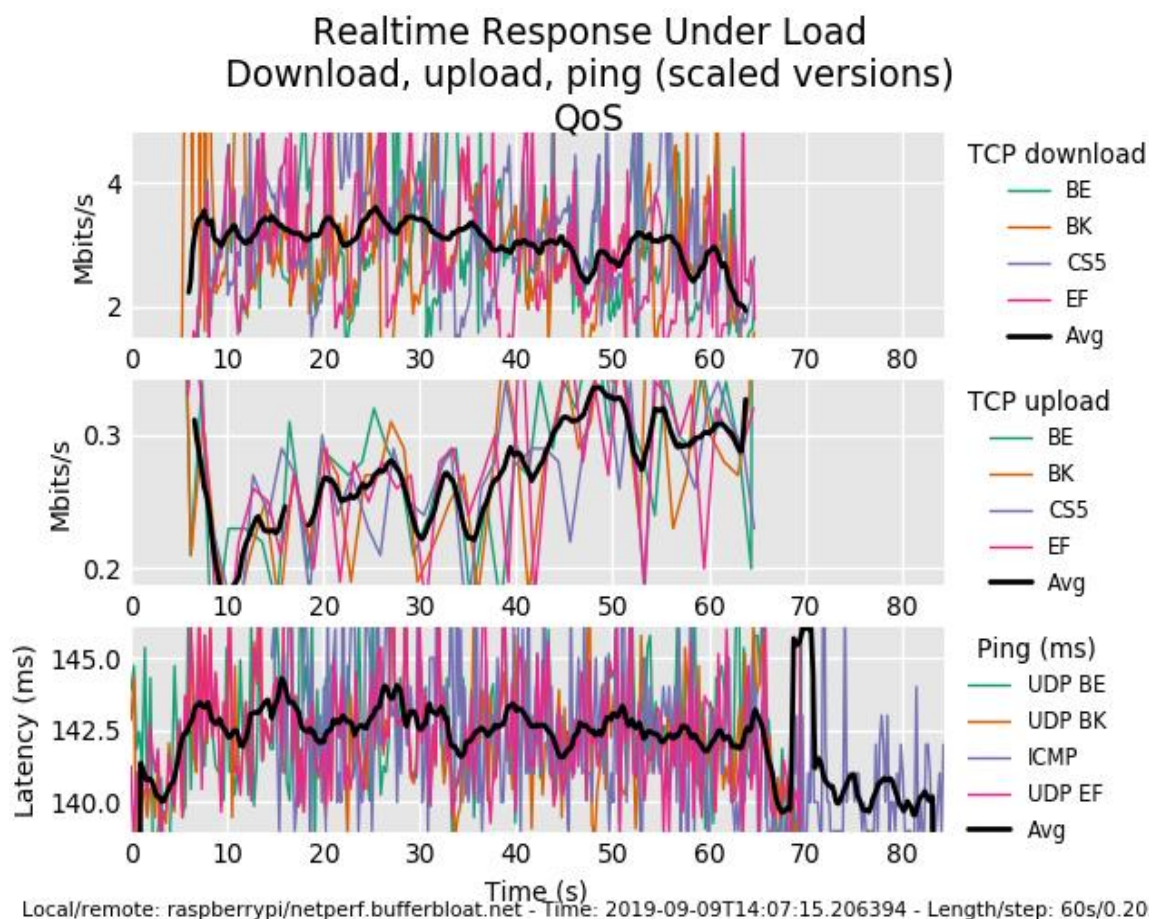 Realtime Response Under Load
Download, upload, ping (scaled versions)
QoS
Mbits/s
4
2
0 10 20 30 40 50 60 70 80
TCP download
BE
BK
CS5
EF
Avg
Mbits/s
0.3
0.2
0 10 20 30 40 50 60 70 80
TCP upload
BE
BK
CS5
EF
Avg
Latency (ms)
145.0
142.5
140.0
0 10 20 30 40 50 60 70 80
Ping (ms)
UDP BE
UDP BK
ICMP
UDP EF
Avg
Time (s)
Local/remote: raspberrypi/netperf.bufferbloat.net - Time: 2019-09-09T14:07:15.206394 - Length/step: 60s/0.20